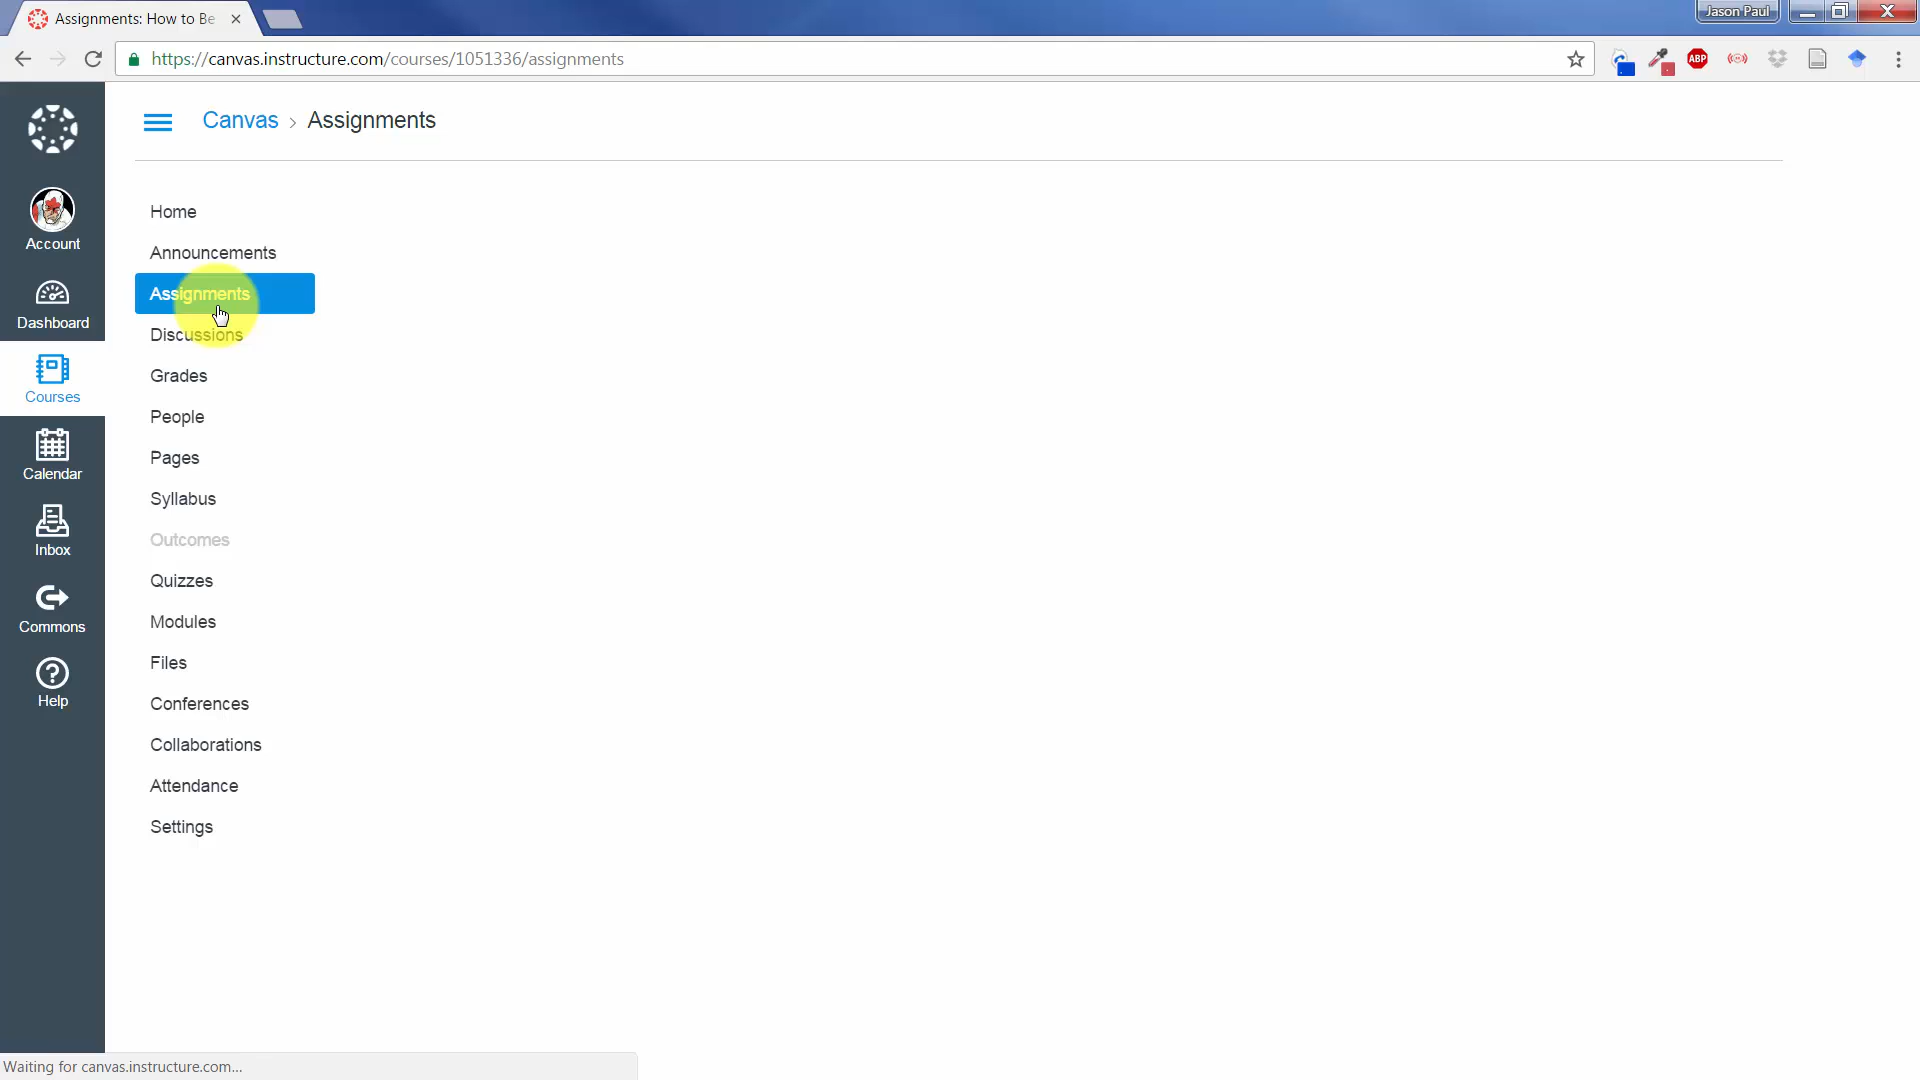 Assignments: How to Be
Jason Paul
https://canvas.instructure.com/courses/1051336/assignments
ABP
Canvas › Assignments
Account
Dashboard
Courses
Calendar
Inbox
Commons
Help
Home
Announcements
Assignments
Discussions
Grades
People
Pages
Syllabus
Outcomes
Quizzes
Modules
Files
Conferences
Collaborations
Attendance
Settings
Waiting for canvas.instructure.com...